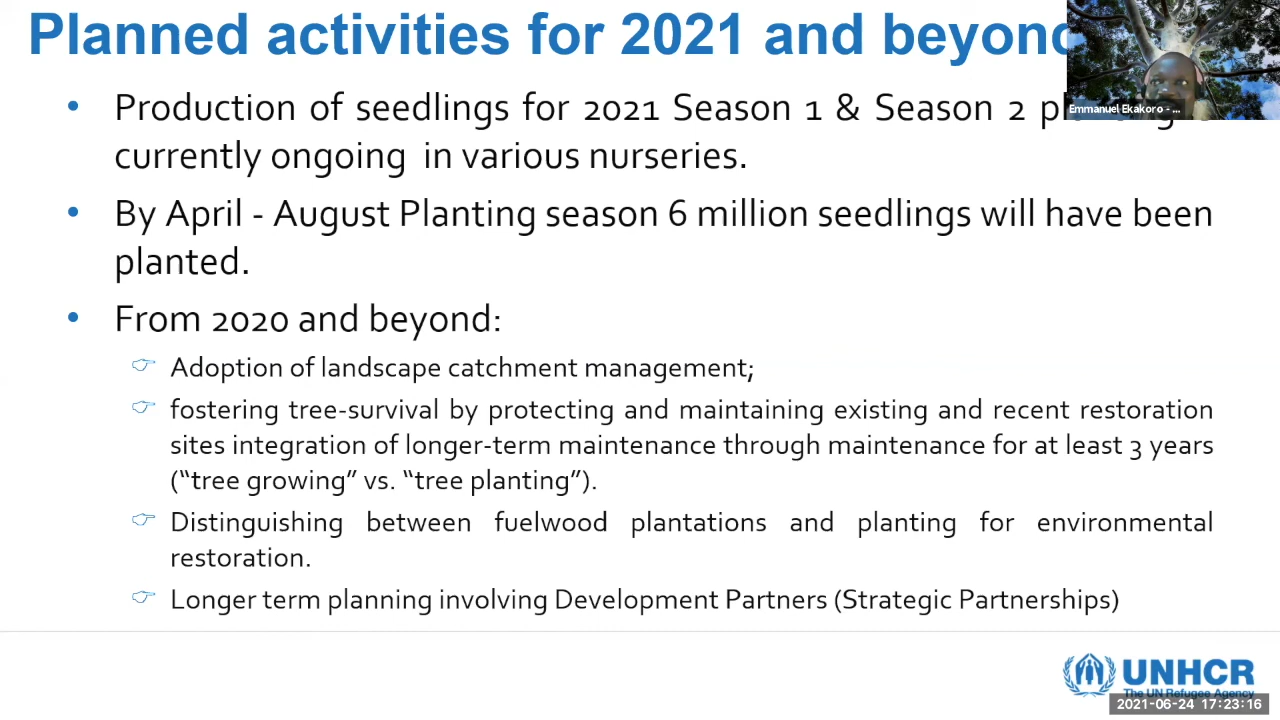 Planned activities for 2021 and beyond
Emmanuel Ekakoro - ...
• Production of seedlings for 2021 Season 1 & Season 2
currently ongoing in various nurseries.
• By April - August Planting season 6 million seedlings will have been
planted.
• From 2020 and beyond:
Adoption of landscape catchment management;
fostering tree-survival by protecting and maintaining existing and recent restoration
sites integration of longer-term maintenance through maintenance for at least 3 years
(“tree growing” vs. “tree planting”).
Distinguishing between fuelwood plantations and planting for environmental
restoration.
Longer term planning involving Development Partners (Strategic Partnerships)
UNHCR
The UN Refugee Agency
2021-06-24 17:23:16